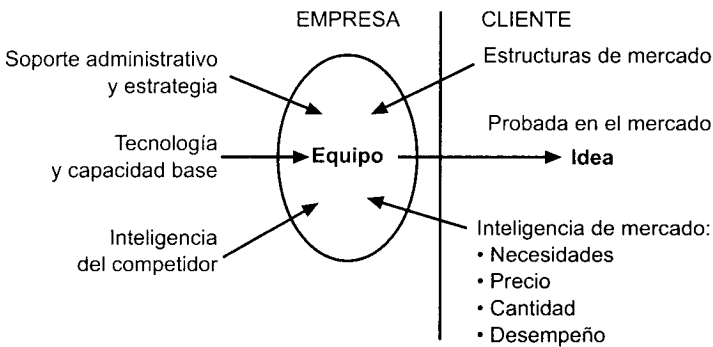 EMPRESA
CLIENTE
Soporte administrativo
y estrategia
Estructuras de mercado
Tecnología
y capacidad base
Equipo
Probada en el mercado
Idea
Inteligencia
del competidor
Inteligencia de mercado:
• Necesidades
• Precio
• Cantidad
• Desempeño